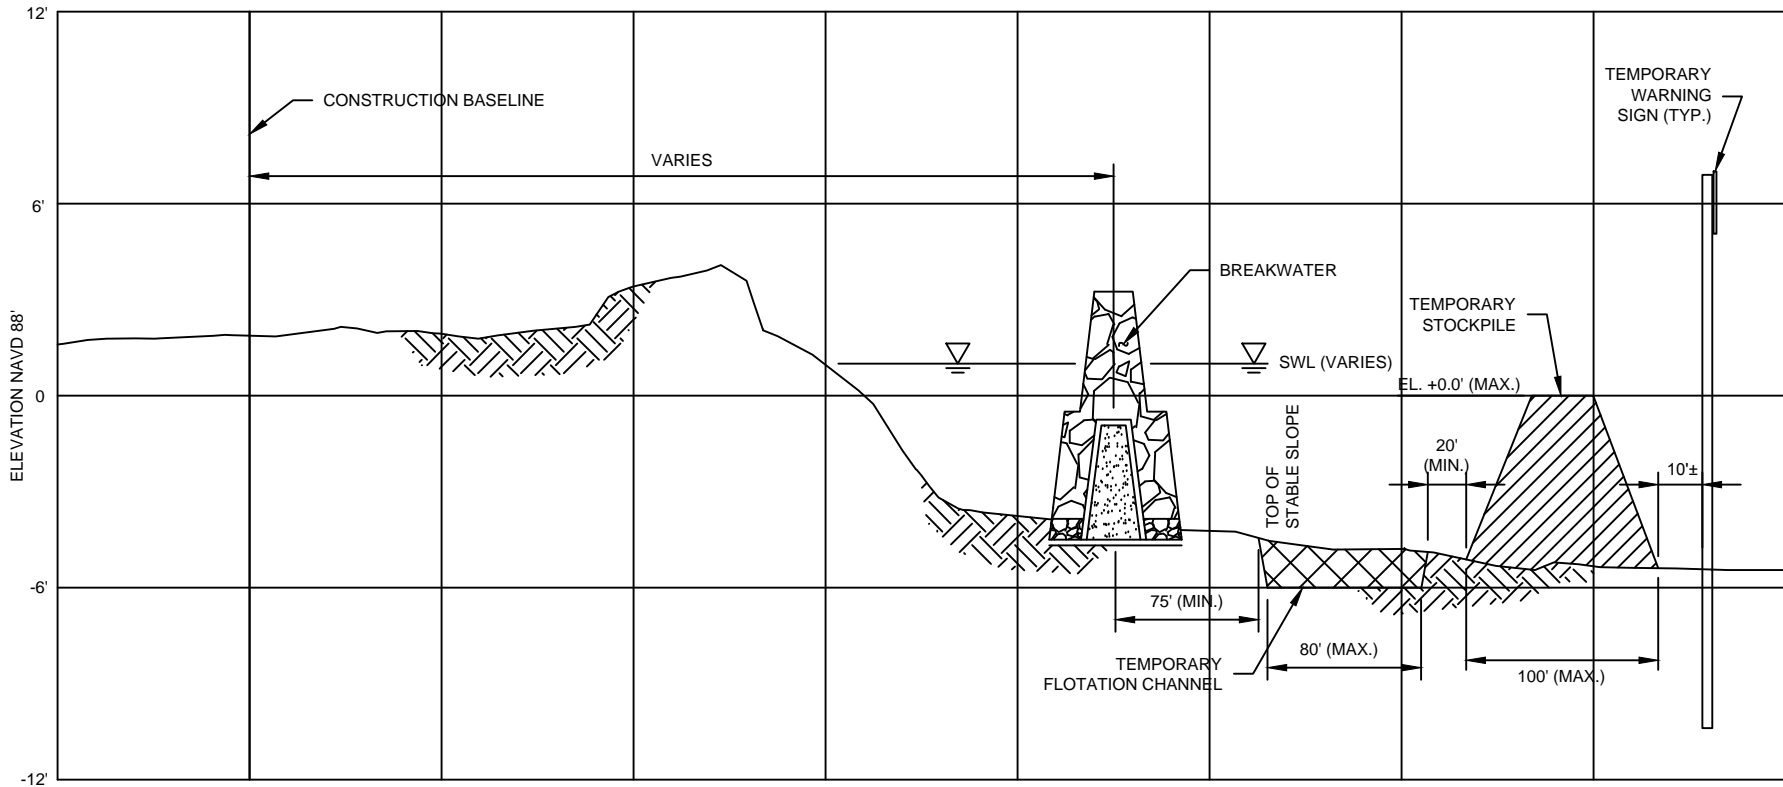 12'
TEMPORARY
WARNING
SIGN (TYP.)
CONSTRUCTION BASELINE
VARIES
6'
BREAKWATER
TEMPORARY
STOCKPILE
SWL (VARIES)
EL. +0.0' (MAX.)
0
ELEVATION NAVD 88'
TOP OF
STABLE SLOPE
20'
(MIN.)
10'±
-6'
75' (MIN.)
80' (MAX.)
TEMPORARY
FLOTATION CHANNEL
100' (MAX.)
-12'